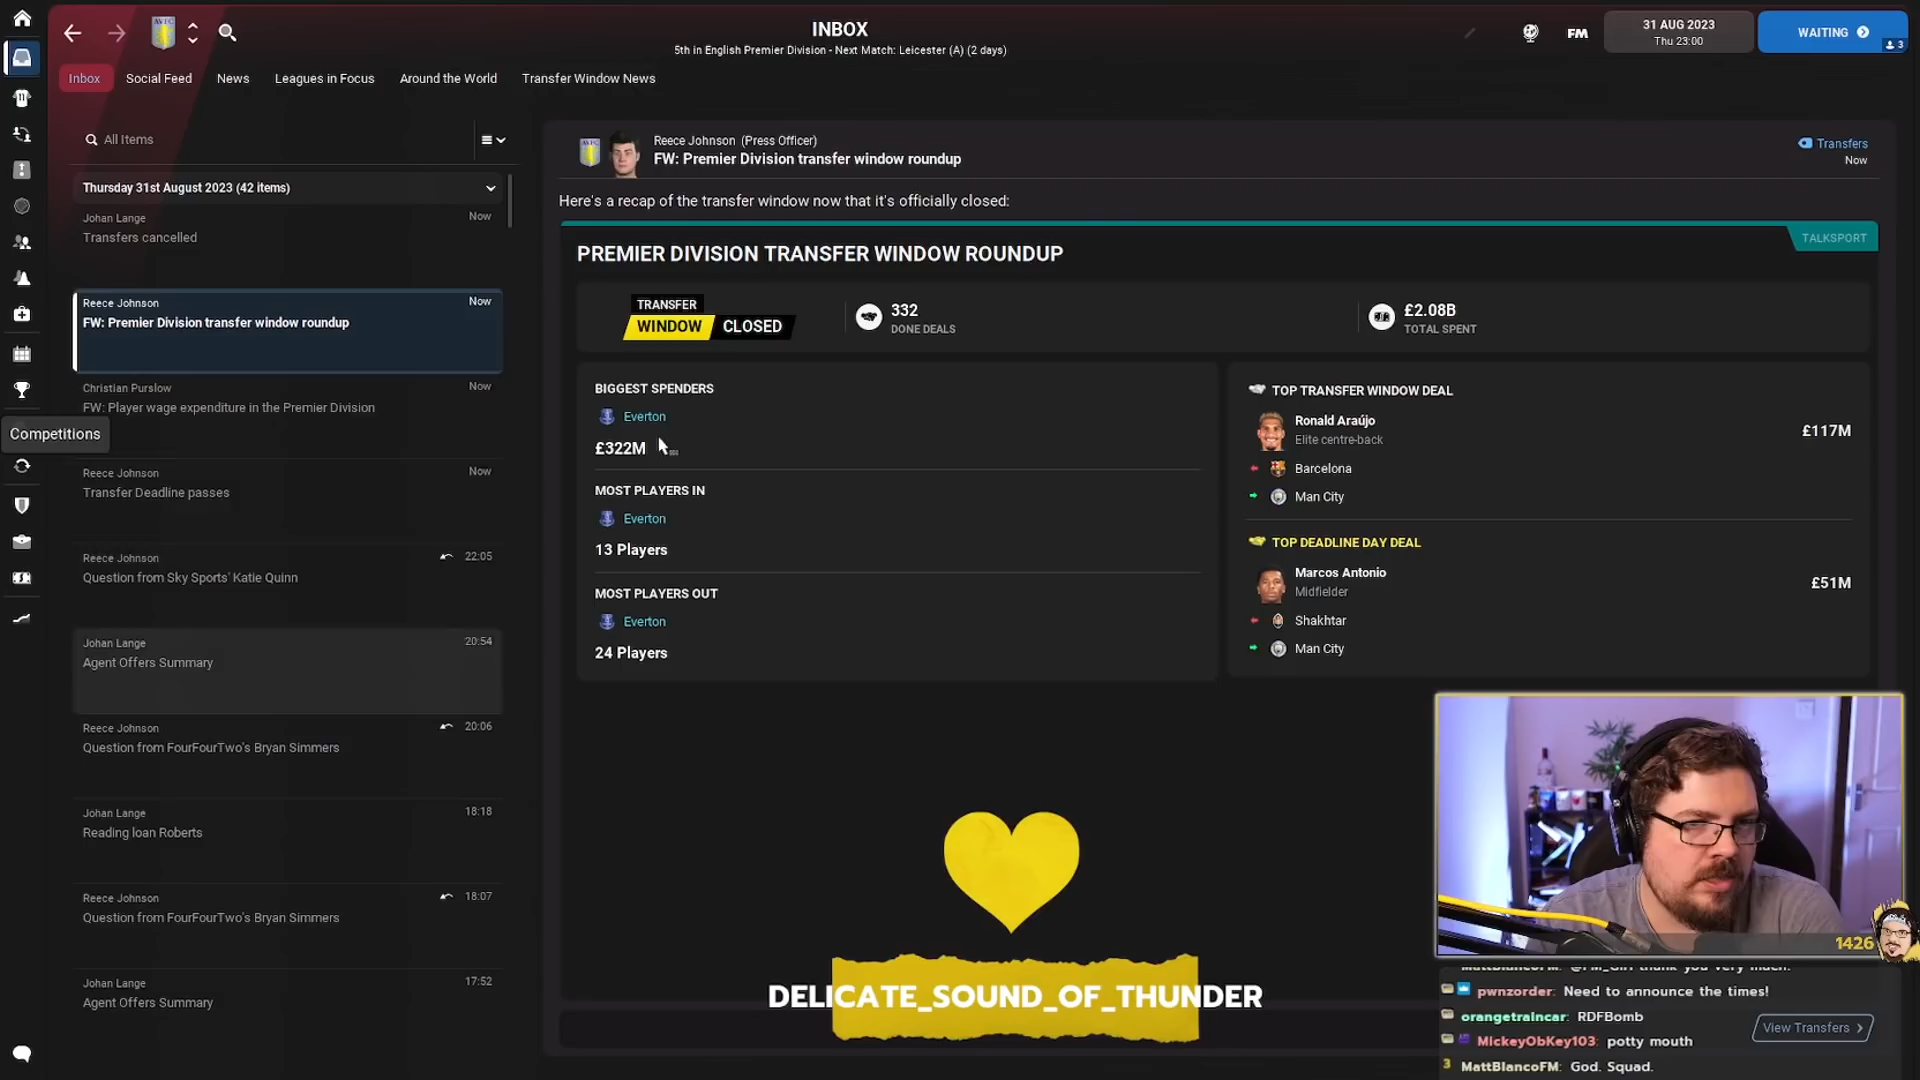 INBOX
5th in English Premier Division - Next Match: Leicester (A) (2 days)
FM
31 AUG 2023
Thu 23:00
WAITING
3
Inbox
Social Feed
News
Leagues in Focus
Around the World
Transfer Window News
All Items
Thursday 31st August 2023 (42 items)
Johan Lange
Now
Transfers cancelled
Reece Johnson
Now
FW: Premier Division transfer window roundup
Christian Purslow
Now
FW: Player wage expenditure in the Premier Division
Competitions
Reece Johnson
Now
Transfer Deadline passes
Reece Johnson
22:05
Question from Sky Sports' Katie Quinn
Johan Lange
20:54
Agent Offers Summary
Reece Johnson
20:06
Question from FourFourTwo's Bryan Simmers
Johan Lange
18:18
Reading loan Roberts
Reece Johnson
18:07
Question from FourFourTwo's Bryan Simmers
Johan Lange
17:52
Agent Offers Summary
Reece Johnson (Press Officer)
FW: Premier Division transfer window roundup
Transfers
Now
Here's a recap of the transfer window now that it's officially closed:
TALKSPORT
PREMIER DIVISION TRANSFER WINDOW ROUNDUP
TRANSFER
WINDOW CLOSED
332
DONE DEALS
£2.08B
TOTAL SPENT
BIGGEST SPENDERS
Everton
£322M
MOST PLAYERS IN
Everton
13 Players
MOST PLAYERS OUT
Everton
24 Players
TOP TRANSFER WINDOW DEAL
Ronald Araújo
Elite centre-back
£117M
Barcelona
Man City
TOP DEADLINE DAY DEAL
Marcos Antonio
Midfielder
£51M
Shakhtar
Man City
DELICATE_SOUND_OF_THUNDER
1426
MattBlancoFM: @FM_Girl thank you very much.
pwnzorder: Need to announce the times!
orangetraincar: RDFBomb
MickeyObKey103: potty mouth
3 MattBlancoFM: God. Squad.
View Transfers